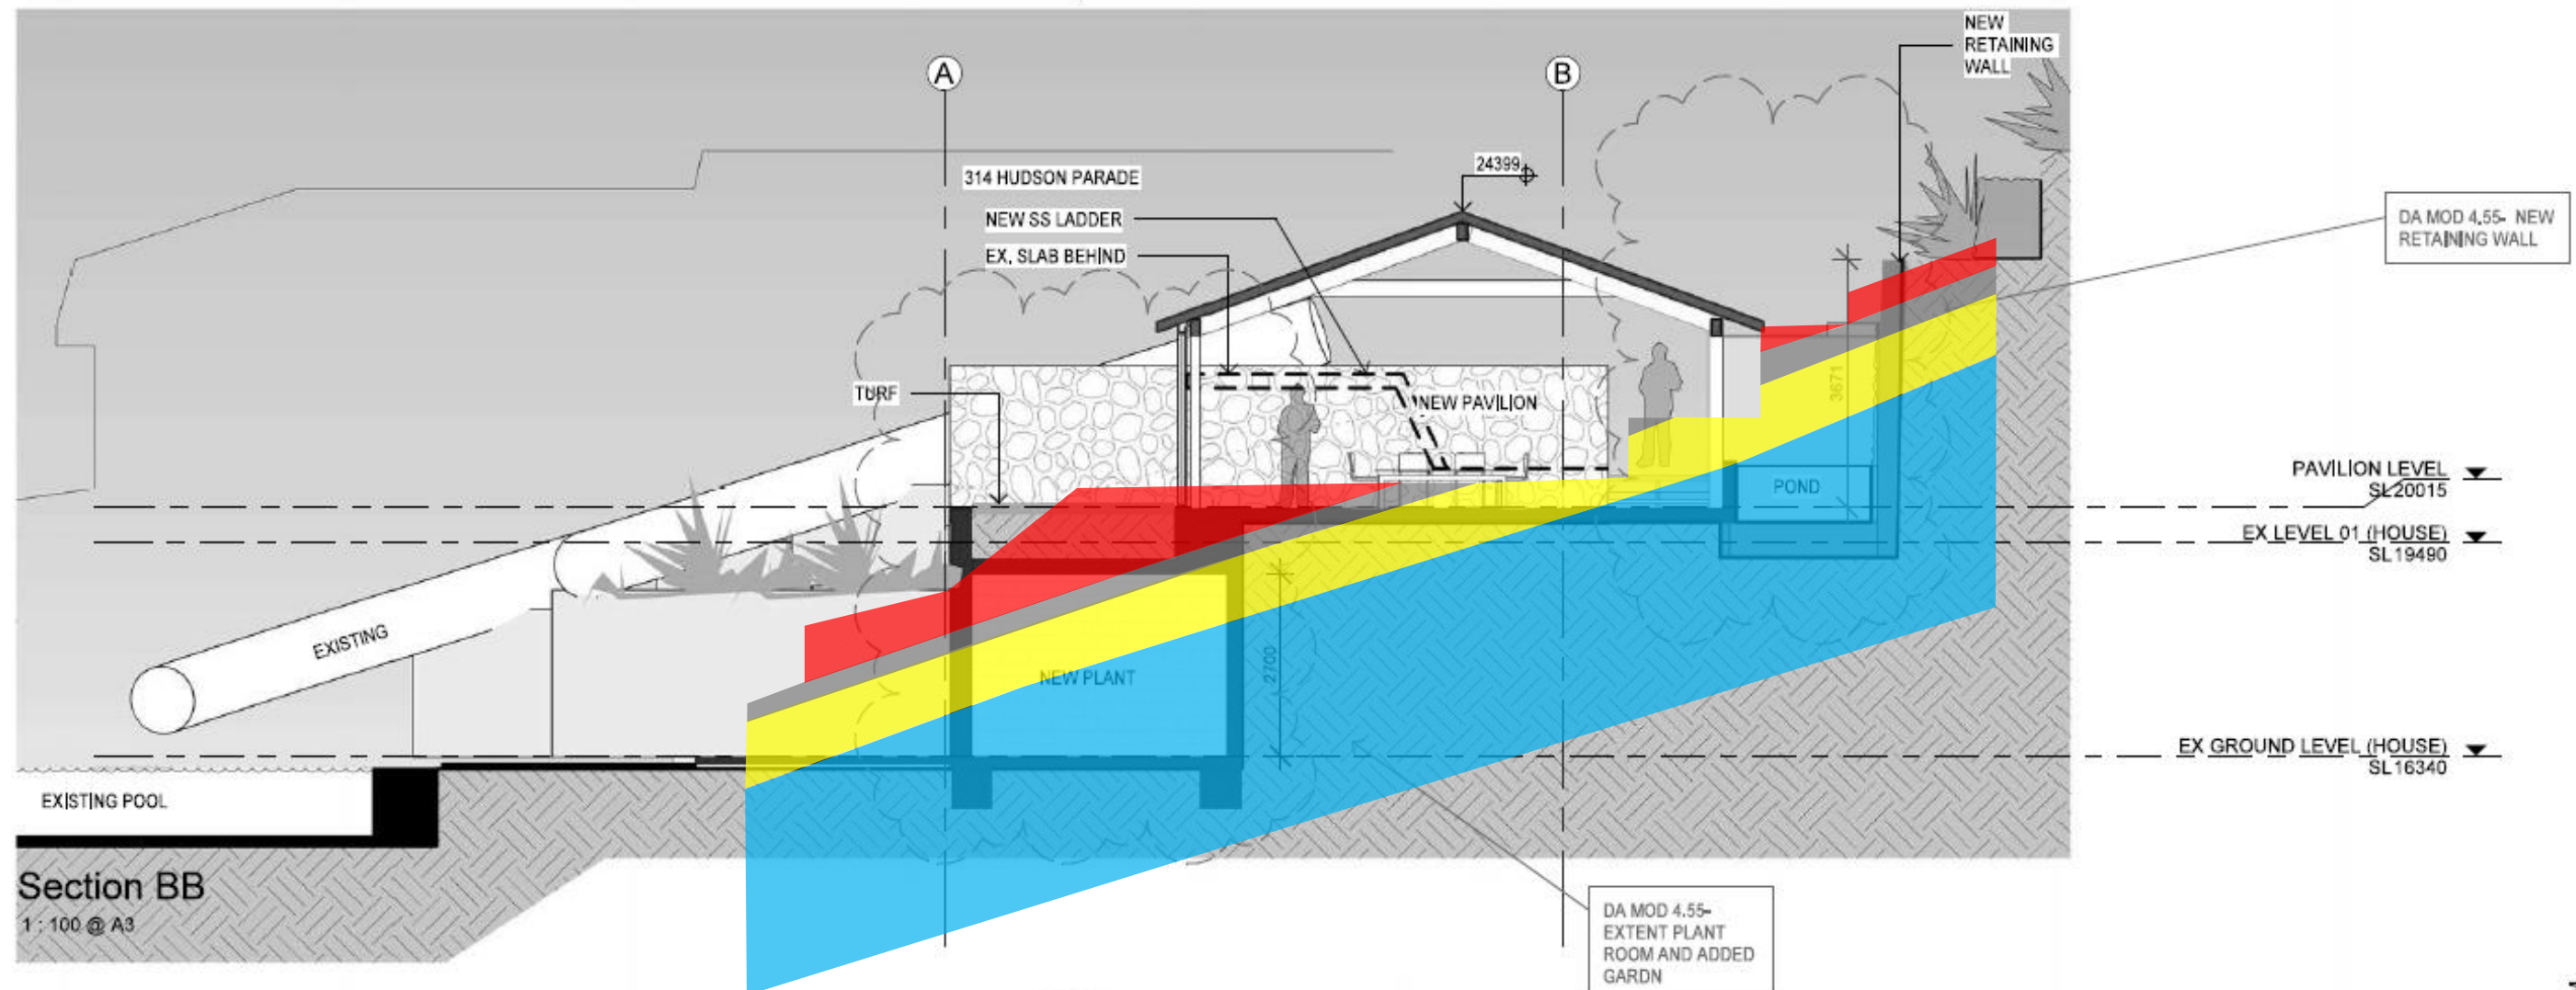 NEW
RETAINING
WALL
A
B
24399
314 HUDSON PARADE
NEW SS LADDER
EX. SLAB BEHIND
DA MOD 4.55- NEW
RETAINING WALL
TURF
NEW PAVILION
3671
PAVILION LEVEL
SL20015
POND
EX LEVEL 01 (HOUSE)
SL19490
EXISTING
NEW PLANT
2700
EX GROUND LEVEL (HOUSE)
SL16340
EXISTING POOL
Section BB
1 : 100 @ A3
DA MOD 4.55-
EXTENT PLANT
ROOM AND ADDED
GARDN